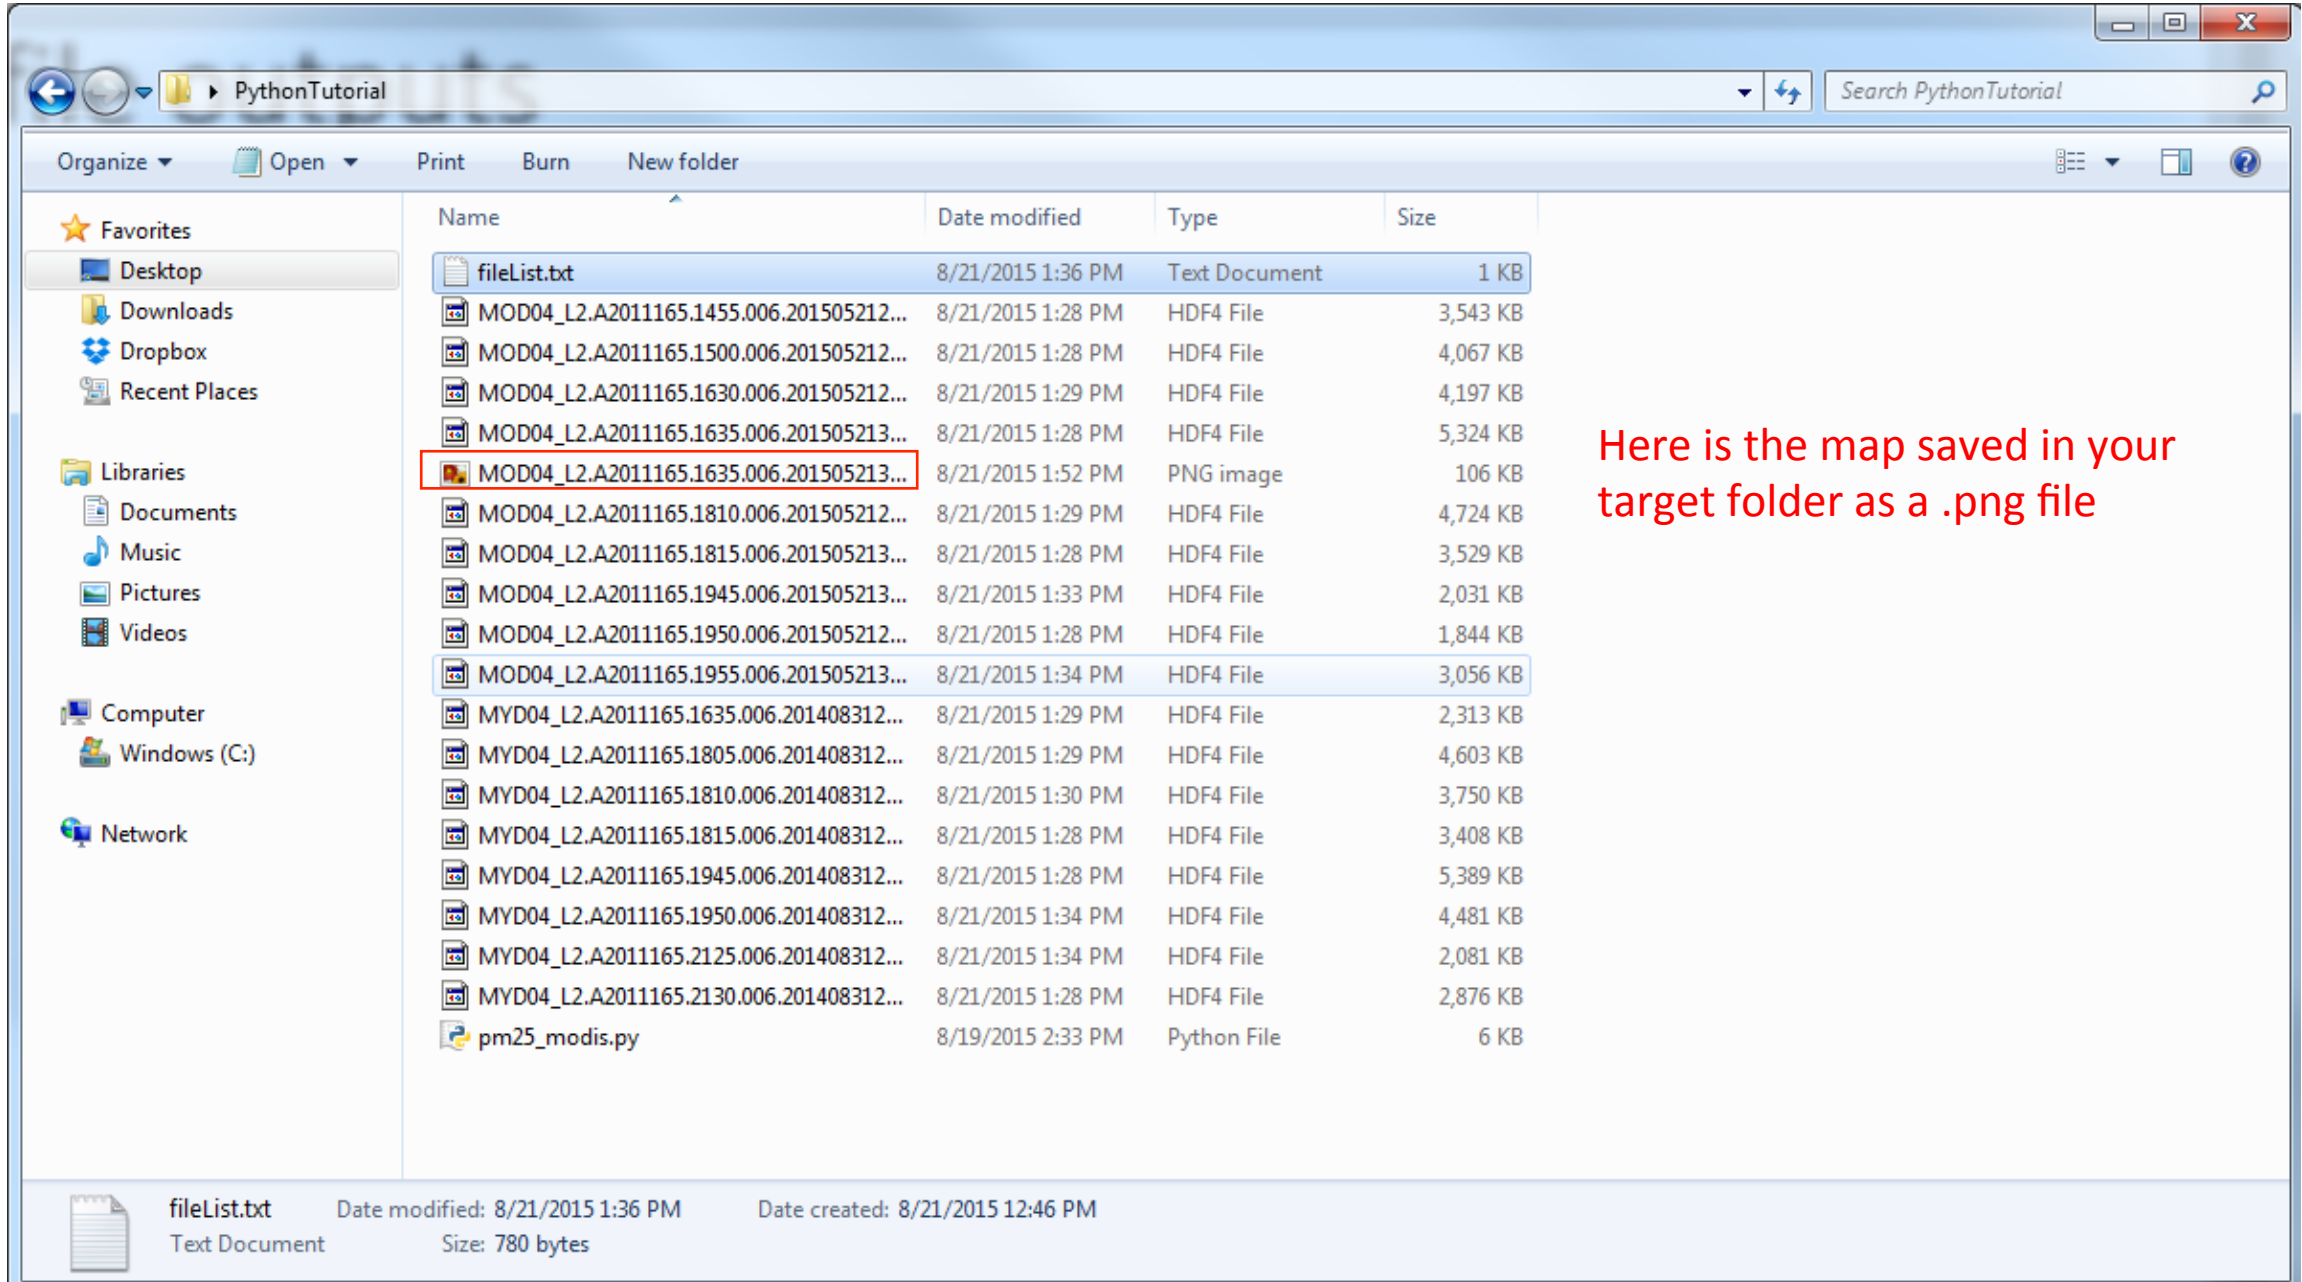 file outputs
PythonTutorial
Search PythonTutorial
Organize Open Print Burn New folder
Favorites
Desktop
Downloads
Dropbox
Recent Places
Libraries
Documents
Music
Pictures
Videos
Computer
Windows (C:)
Network
Name Date modified Type Size
fileList.txt 8/21/2015 1:36 PM Text Document 1 KB
MOD04_L2.A2011165.1455.006.201505212... 8/21/2015 1:28 PM HDF4 File 3,543 KB
MOD04_L2.A2011165.1500.006.201505212... 8/21/2015 1:28 PM HDF4 File 4,067 KB
MOD04_L2.A2011165.1630.006.201505212... 8/21/2015 1:29 PM HDF4 File 4,197 KB
MOD04_L2.A2011165.1635.006.201505213... 8/21/2015 1:28 PM HDF4 File 5,324 KB
MOD04_L2.A2011165.1635.006.201505213... 8/21/2015 1:52 PM PNG image 106 KB
MOD04_L2.A2011165.1810.006.201505212... 8/21/2015 1:29 PM HDF4 File 4,724 KB
MOD04_L2.A2011165.1815.006.201505213... 8/21/2015 1:28 PM HDF4 File 3,529 KB
MOD04_L2.A2011165.1945.006.201505213... 8/21/2015 1:33 PM HDF4 File 2,031 KB
MOD04_L2.A2011165.1950.006.201505212... 8/21/2015 1:28 PM HDF4 File 1,844 KB
MOD04_L2.A2011165.1955.006.201505213... 8/21/2015 1:34 PM HDF4 File 3,056 KB
MYD04_L2.A2011165.1635.006.201408312... 8/21/2015 1:29 PM HDF4 File 2,313 KB
MYD04_L2.A2011165.1805.006.201408312... 8/21/2015 1:29 PM HDF4 File 4,603 KB
MYD04_L2.A2011165.1810.006.201408312... 8/21/2015 1:30 PM HDF4 File 3,750 KB
MYD04_L2.A2011165.1815.006.201408312... 8/21/2015 1:28 PM HDF4 File 3,408 KB
MYD04_L2.A2011165.1945.006.201408312... 8/21/2015 1:28 PM HDF4 File 5,389 KB
MYD04_L2.A2011165.1950.006.201408312... 8/21/2015 1:34 PM HDF4 File 4,481 KB
MYD04_L2.A2011165.2125.006.201408312... 8/21/2015 1:34 PM HDF4 File 2,081 KB
MYD04_L2.A2011165.2130.006.201408312... 8/21/2015 1:28 PM HDF4 File 2,876 KB
pm25_modis.py 8/19/2015 2:33 PM Python File 6 KB
Here is the map saved in your
target folder as a .png file
fileList.txt Date modified: 8/21/2015 1:36 PM Date created: 8/21/2015 12:46 PM
Text Document Size: 780 bytes